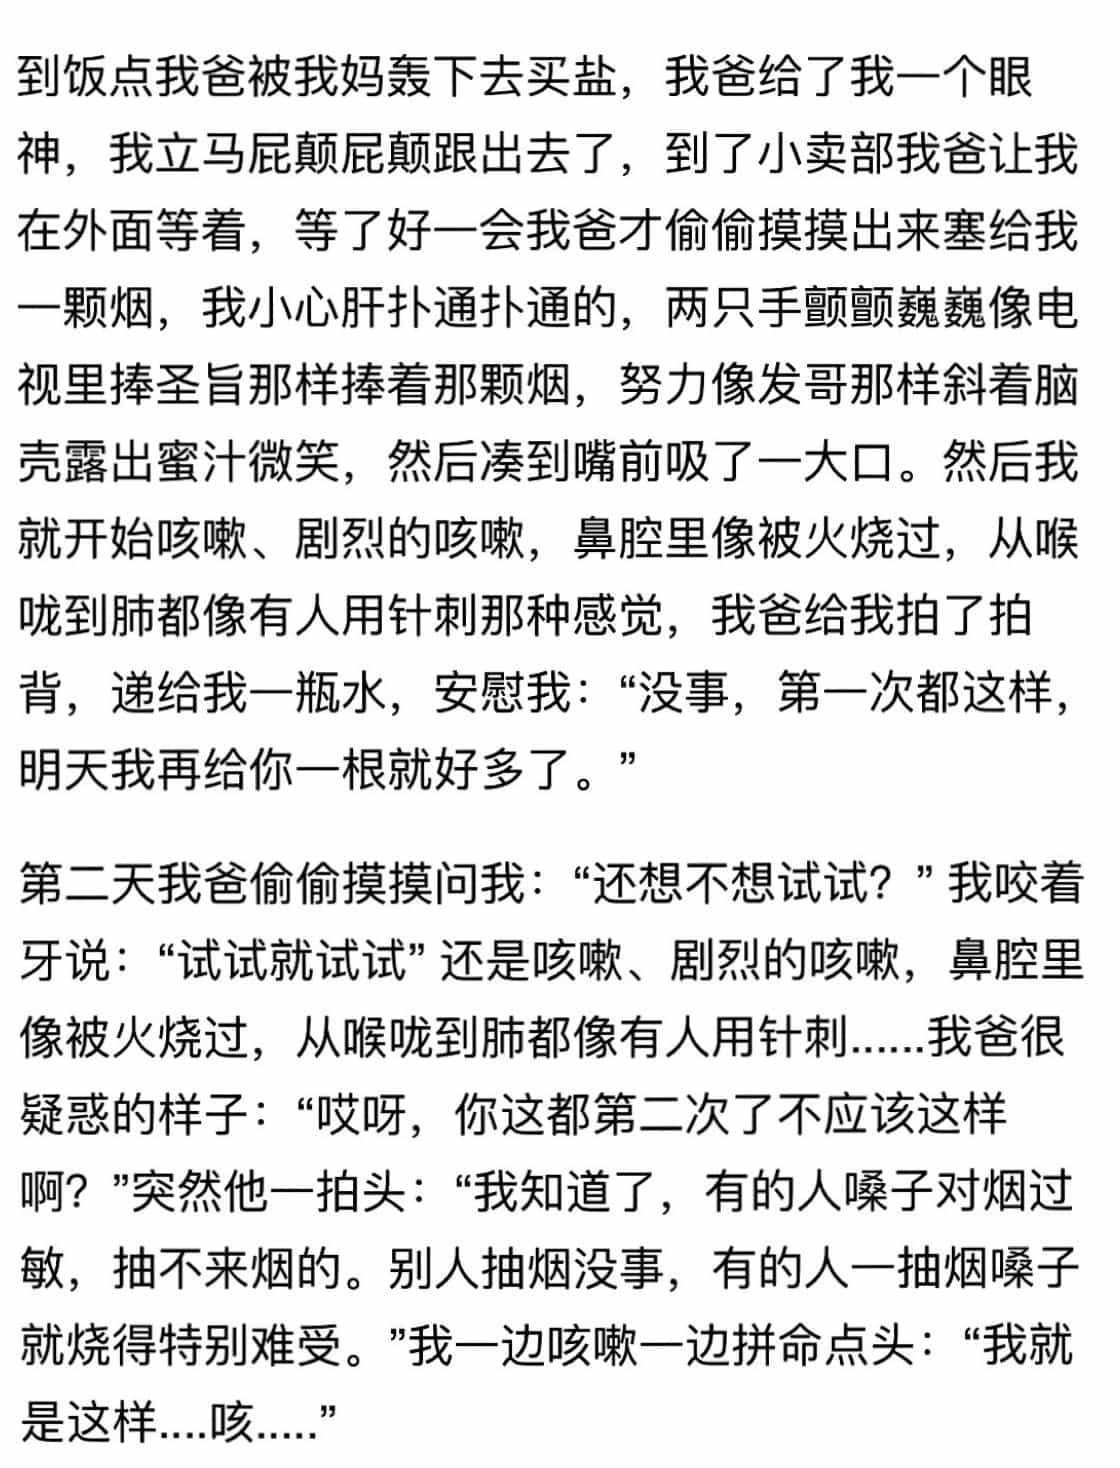 到饭点我爸被我妈轰下去买盐，我爸给了我一个眼
神，我立马屁颠屁颠跟出去了，到了小卖部我爸让我
在外面等着，等了好一会我爸才偷偷摸摸出来塞给我
一颗烟，我小心肝扑通扑通的，两只手颤颤巍巍像电
视里捧圣旨那样捧着那颗烟，努力像发哥那样斜着脑
壳露出蜜汁微笑，然后凑到嘴前吸了一大口。然后我
就开始咳嗽、剧烈的咳嗽，鼻腔里像被火烧过，从喉
咙到肺都像有人用针刺那种感觉，我爸给我拍了拍
背，递给我一瓶水，安慰我：“没事，第一次都这样，
明天我再给你一根就好多了。”
第二天我爸偷偷摸摸问我：“还想不想试试？” 我咬着
牙说：“试试就试试” 还是咳嗽、剧烈的咳嗽，鼻腔里
像被火烧过，从喉咙到肺都像有人用针刺......我爸很
疑惑的样子：“哎呀，你这都第二次了不应该这样
啊？”突然他一拍头：“我知道了，有的人嗓子对烟过
敏，抽不来烟的。别人抽烟没事，有的人一抽烟嗓子
就烧得特别难受。”我一边咳嗽一边拼命点头：“我就
是这样....咳.....”